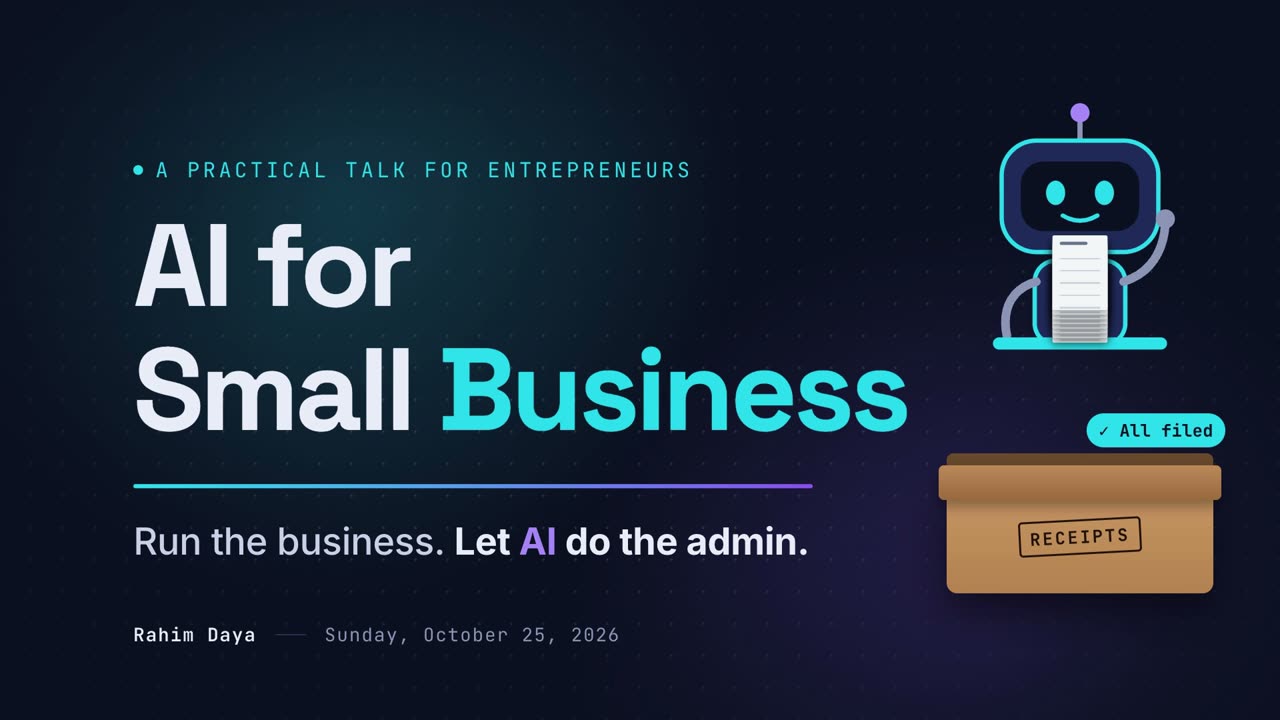 A PRACTICAL TALK FOR ENTREPRENEURS
AI for
Small Business
Run the business. Let AI do the admin.
Rahim Daya — Sunday, October 25, 2026
✓ All filed
RECEIPTS